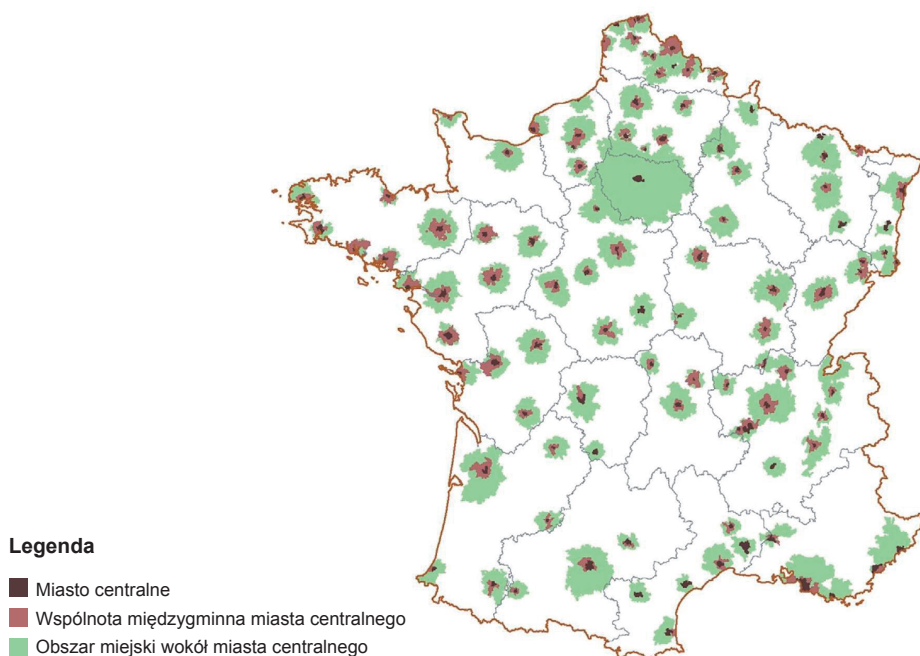 Legenda
Miasto centralne
Wspólnota międzygminna miasta centralnego
Obszar miejski wokół miasta centralnego